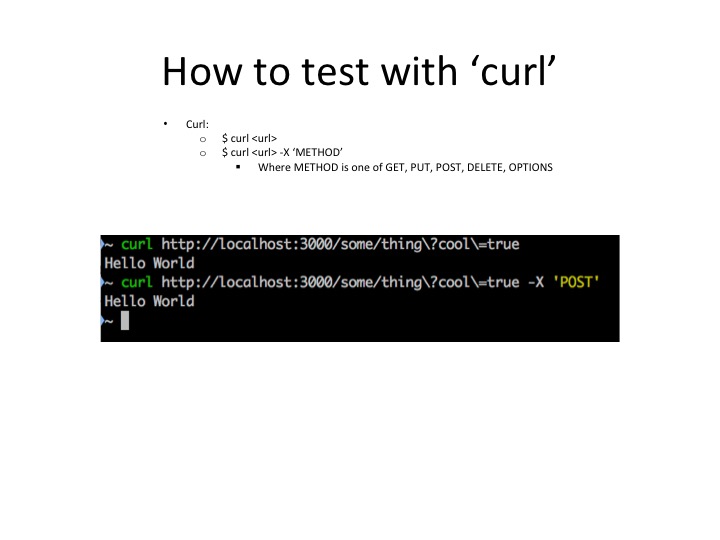 How to test with ‘curl’
• Curl:
o $ curl <url>
o $ curl <url> -X ‘METHOD’
▪ Where METHOD is one of GET, PUT, POST, DELETE, OPTIONS
~ curl http://localhost:3000/some/thing\?cool\=true
Hello World
~ curl http://localhost:3000/some/thing\?cool\=true -X 'POST'
Hello World
~